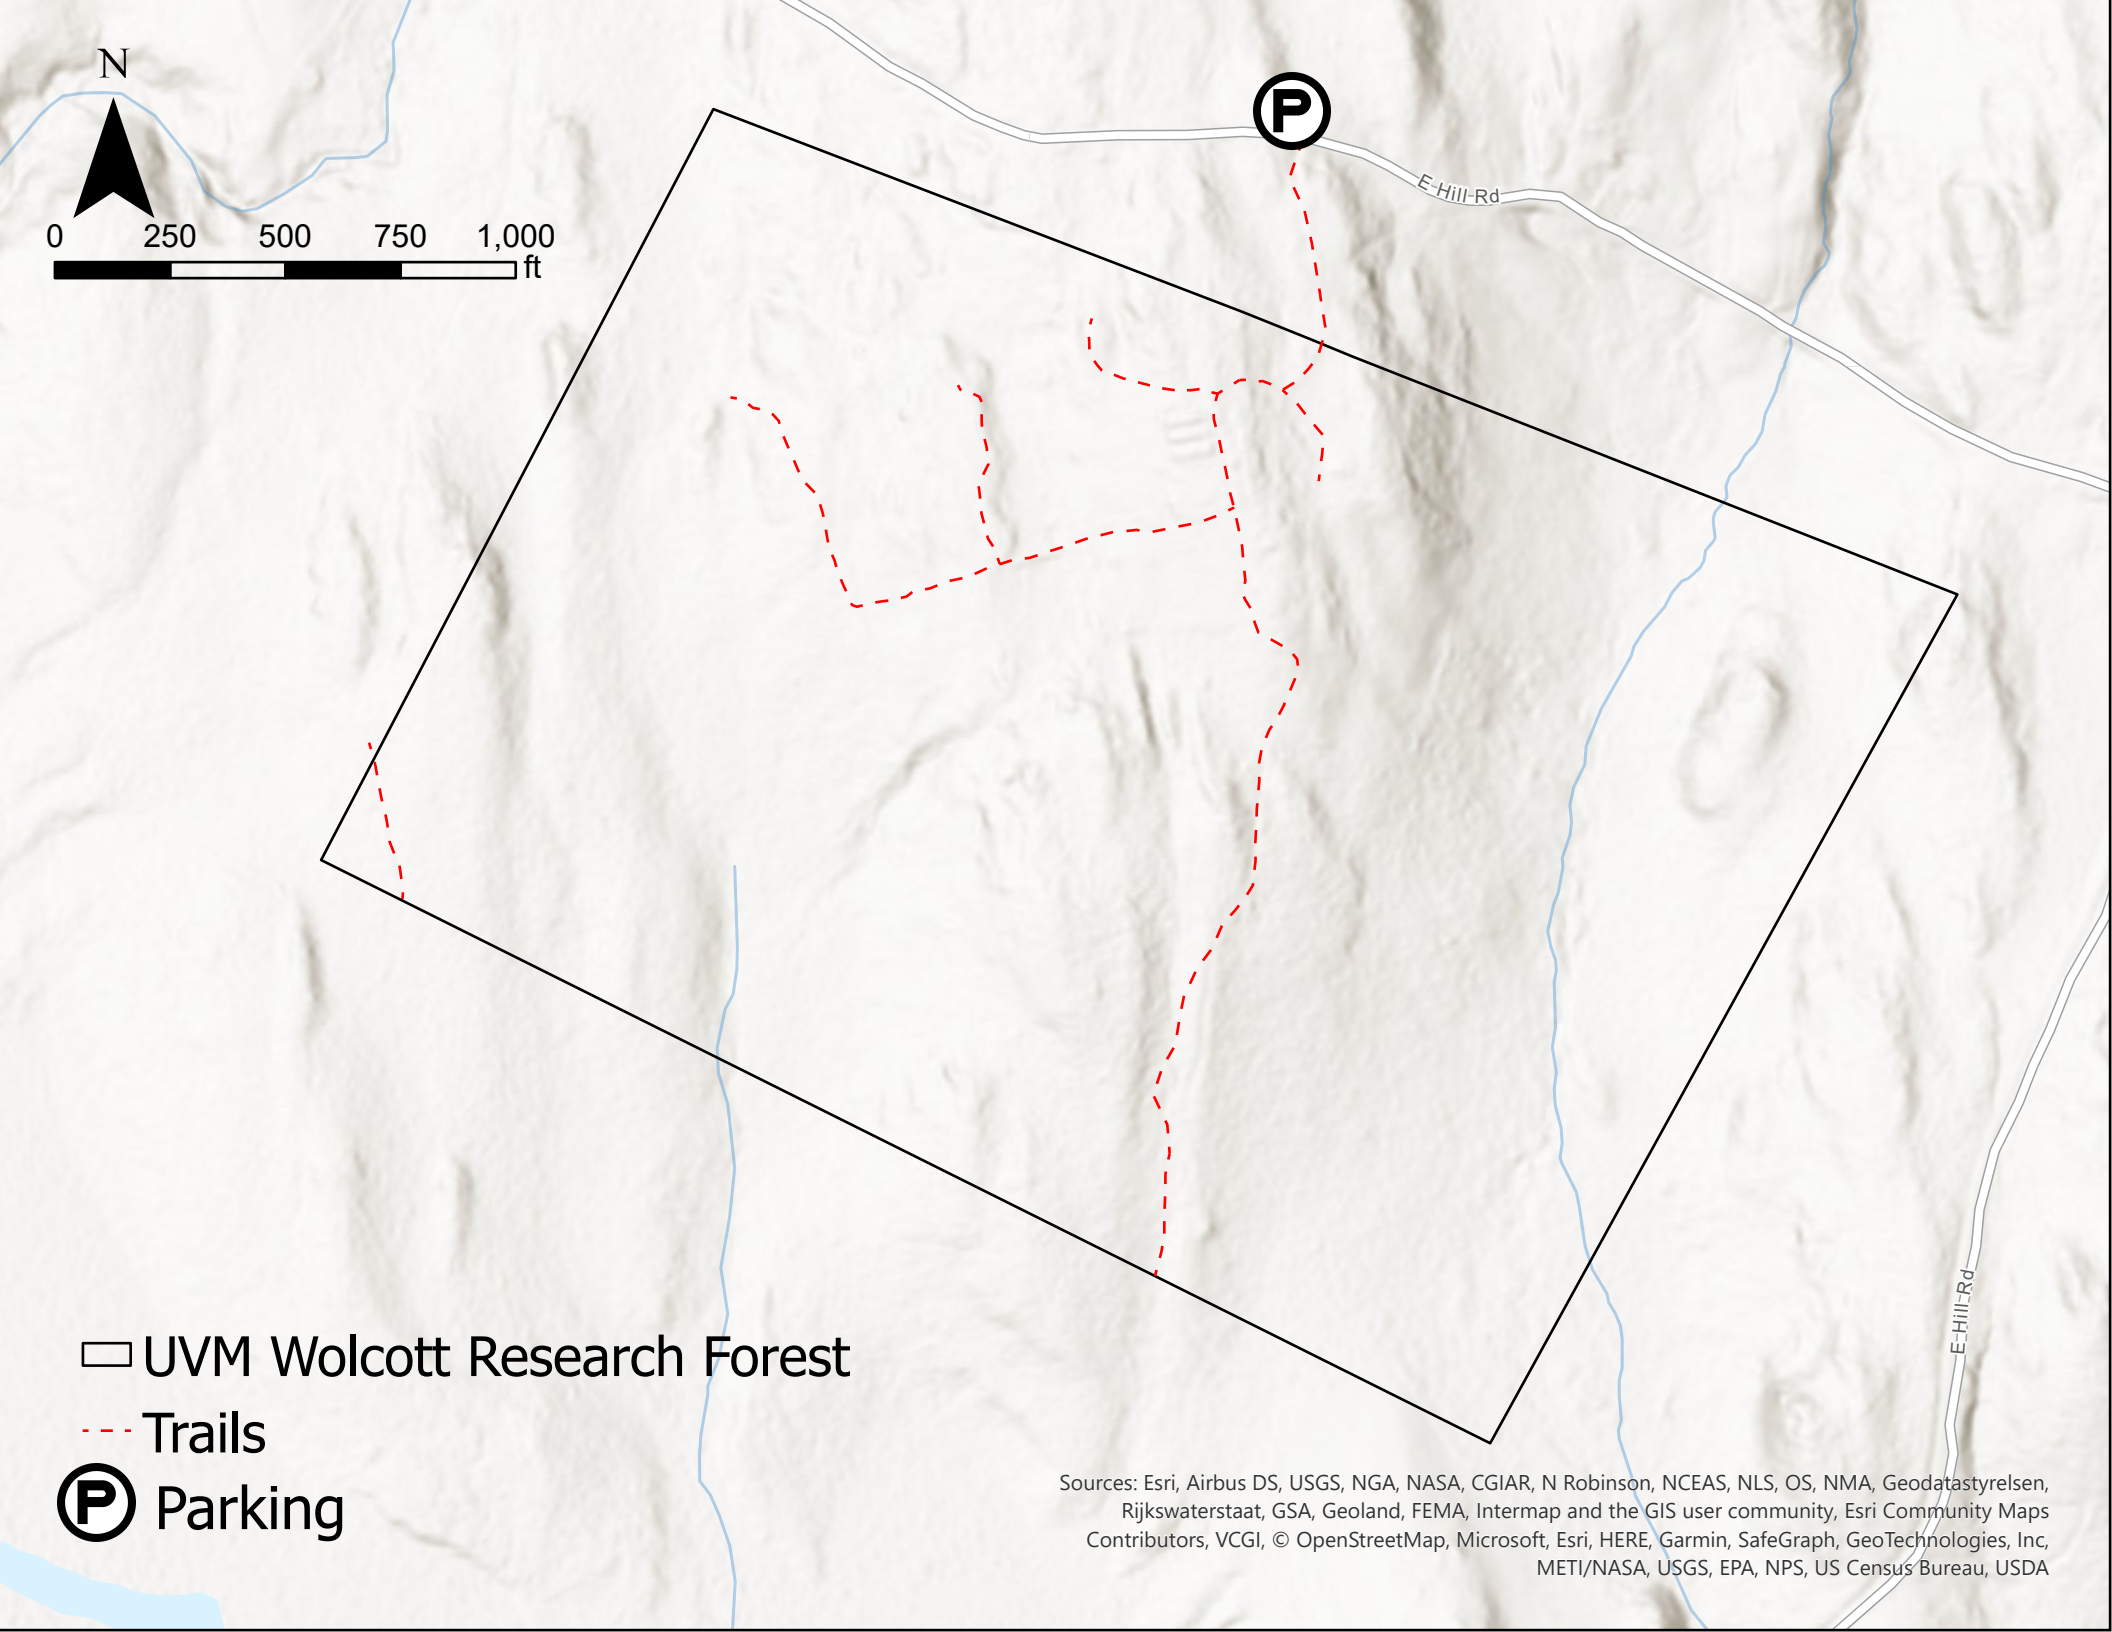 N
0 250 500 750 1,000
ft
P
E Hill Rd
E Hill Rd
UVM Wolcott Research Forest
Trails
P Parking
Sources: Esri, Airbus DS, USGS, NGA, NASA, CGIAR, N Robinson, NCEAS, NLS, OS, NMA, Geodatastyrelsen,
Rijkswaterstaat, GSA, Geoland, FEMA, Intermap and the GIS user community, Esri Community Maps
Contributors, VCGI, © OpenStreetMap, Microsoft, Esri, HERE, Garmin, SafeGraph, GeoTechnologies, Inc,
METI/NASA, USGS, EPA, NPS, US Census Bureau, USDA